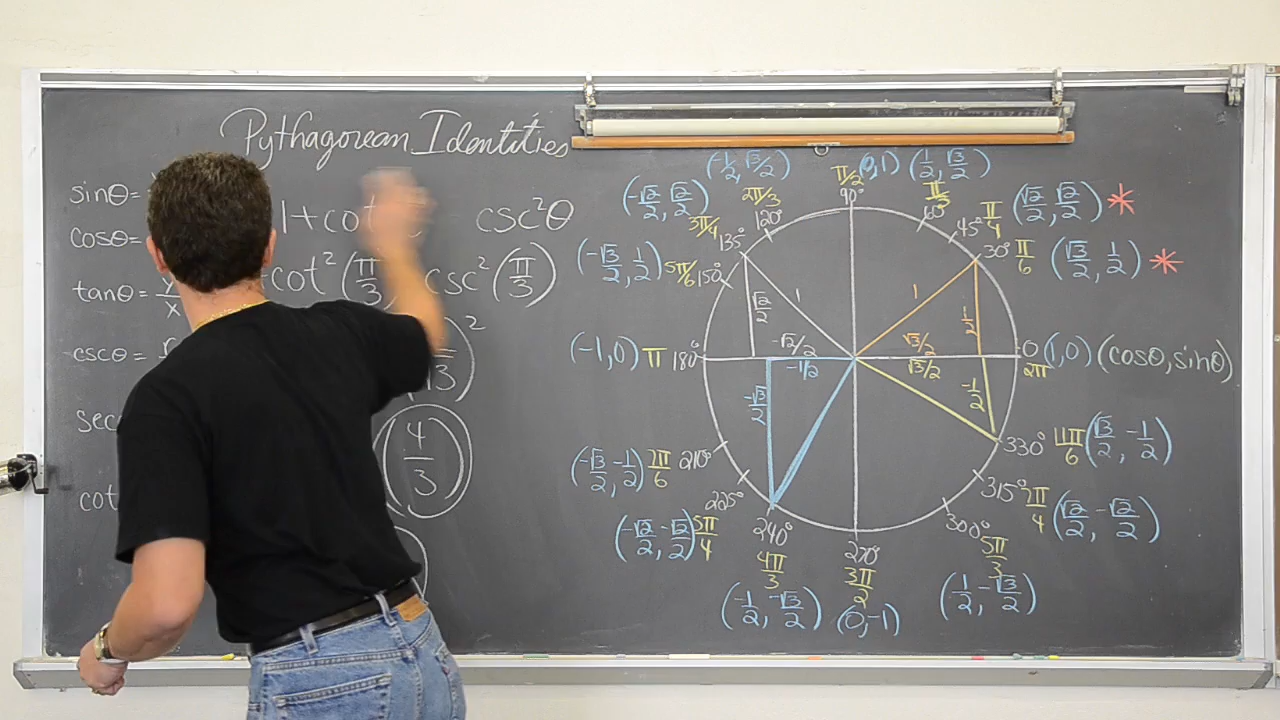 Pythagorean Identities
sinθ=
cosθ=
tanθ= y/x
cscθ= r
sec
cot
1+cot csc²θ
cot²(π/3) csc²(π/3)
)²
(4/3)
(-√2/2, √2/2) 3π/4 135°
(-1/2, √3/2) 2π/3 120°
π/2 (0,1) 90°
(1/2, √3/2) π/3 60°
45° π/4 (√2/2, √2/2) *
30° π/6 (√3/2, 1/2) *
(-√3/2, 1/2) 5π/6 150°
√2/2 1 -√2/2
1 √3/2 1/2
(-1,0) π 180°
0 2π (1,0) (cosθ, sinθ)
-1/2 -√3/2
√3/2 -1/2
330° 11π/6 (√3/2, -1/2)
(-√3/2, -1/2) 7π/6 210°
315° 7π/4 (√2/2, -√2/2)
(-√2/2, -√2/2) 5π/4 225°
240° 4π/3 (-1/2, -√3/2)
270° 3π/2 (0,-1)
300° 5π/3 (1/2, -√3/2)